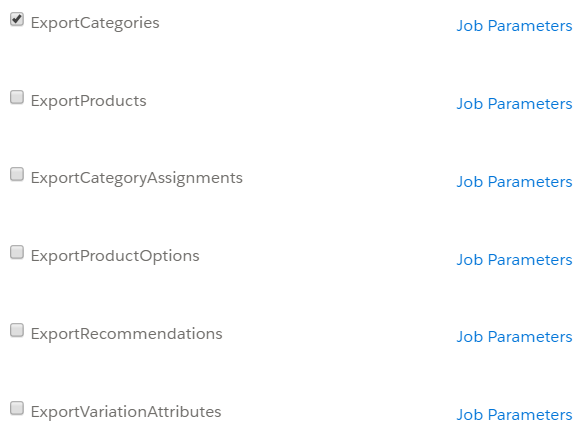 ExportCategories Job Parameters
ExportProducts Job Parameters
ExportCategoryAssignments Job Parameters
ExportProductOptions Job Parameters
ExportRecommendations Job Parameters
ExportVariationAttributes Job Parameters